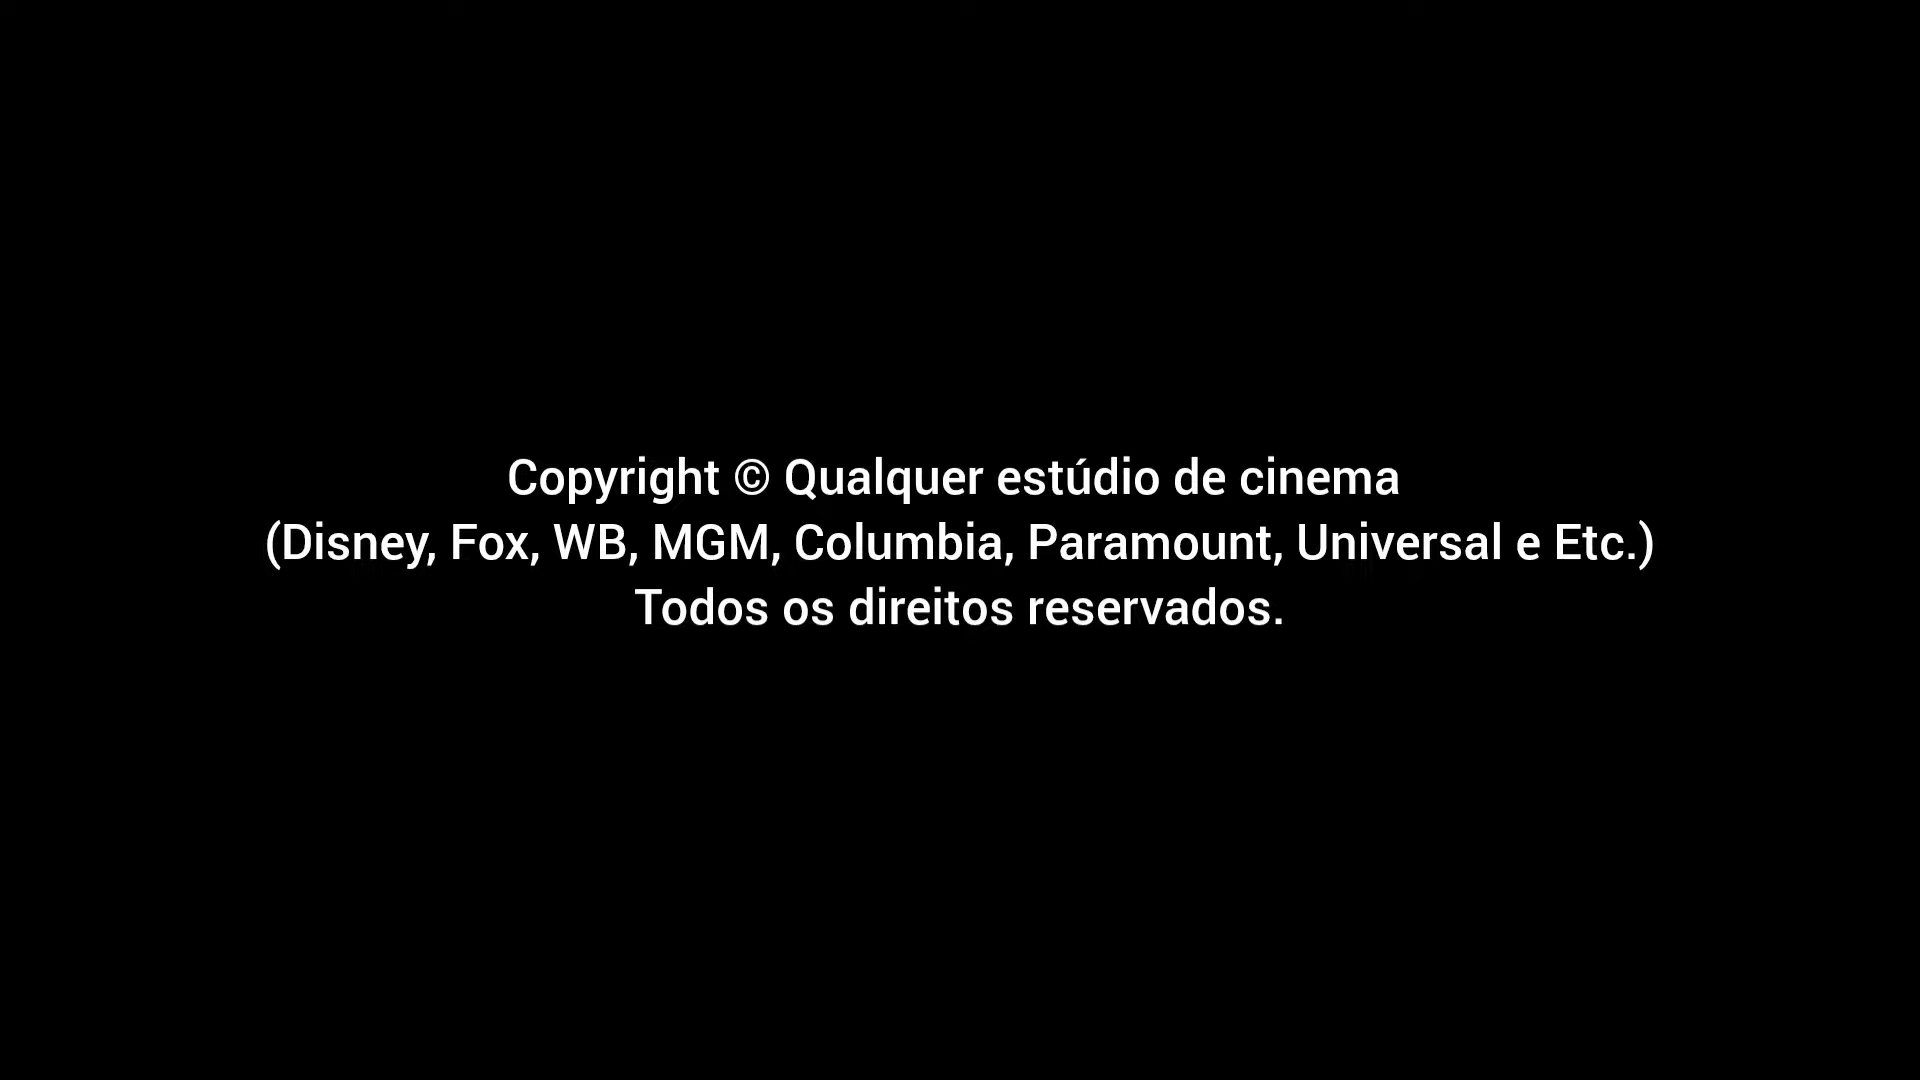 Copyright © Qualquer estúdio de cinema
(Disney, Fox, WB, MGM, Columbia, Paramount, Universal e Etc.)
Todos os direitos reservados.